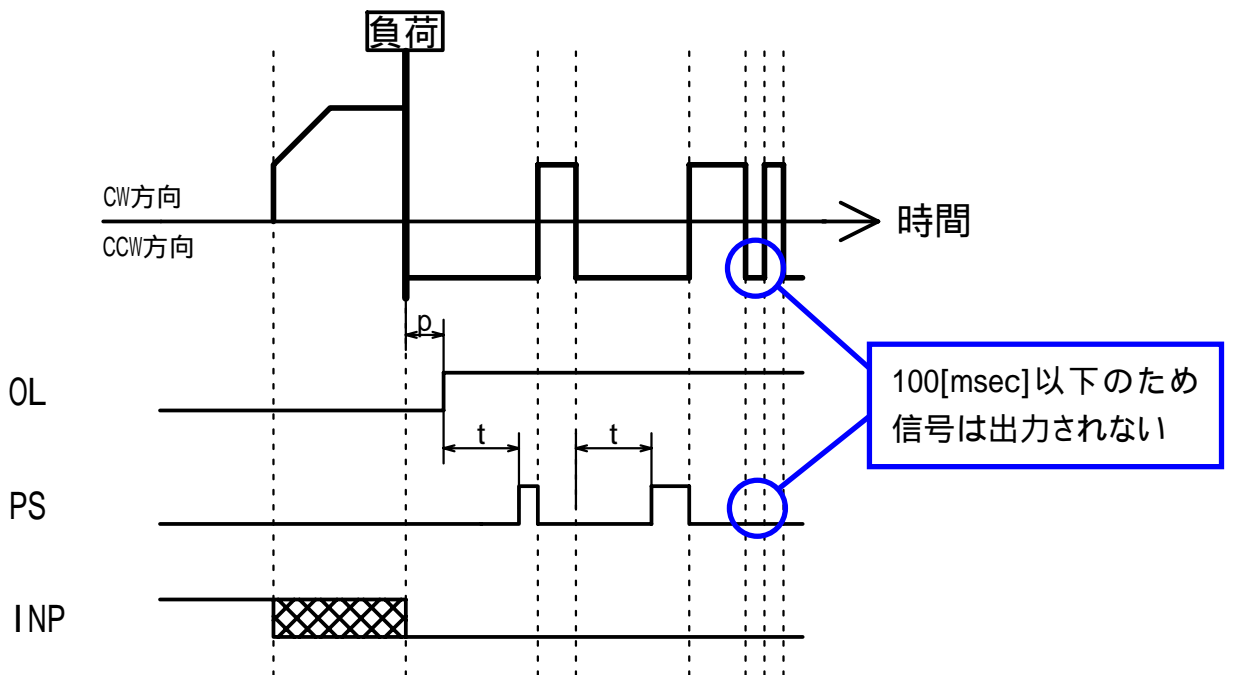 負荷
CW方向
CCW方向
時間
p
OL
100[msec]以下のため
信号は出力されない
t
t
PS
INP